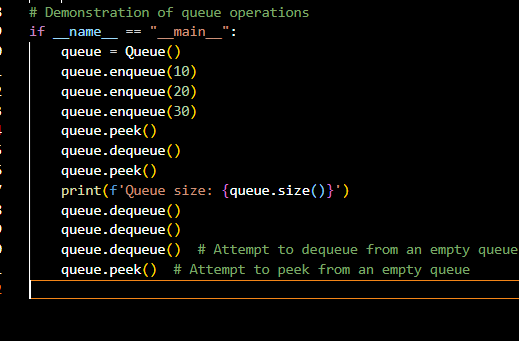 # Demonstration of queue operations
if __name__ == "__main__":
    queue = Queue()
    queue.enqueue(10)
    queue.enqueue(20)
    queue.enqueue(30)
    queue.peek()
    queue.dequeue()
    queue.peek()
    print(f'Queue size: {queue.size()}')
    queue.dequeue()
    queue.dequeue()
    queue.dequeue()  # Attempt to dequeue from an empty queue
    queue.peek()  # Attempt to peek from an empty queue